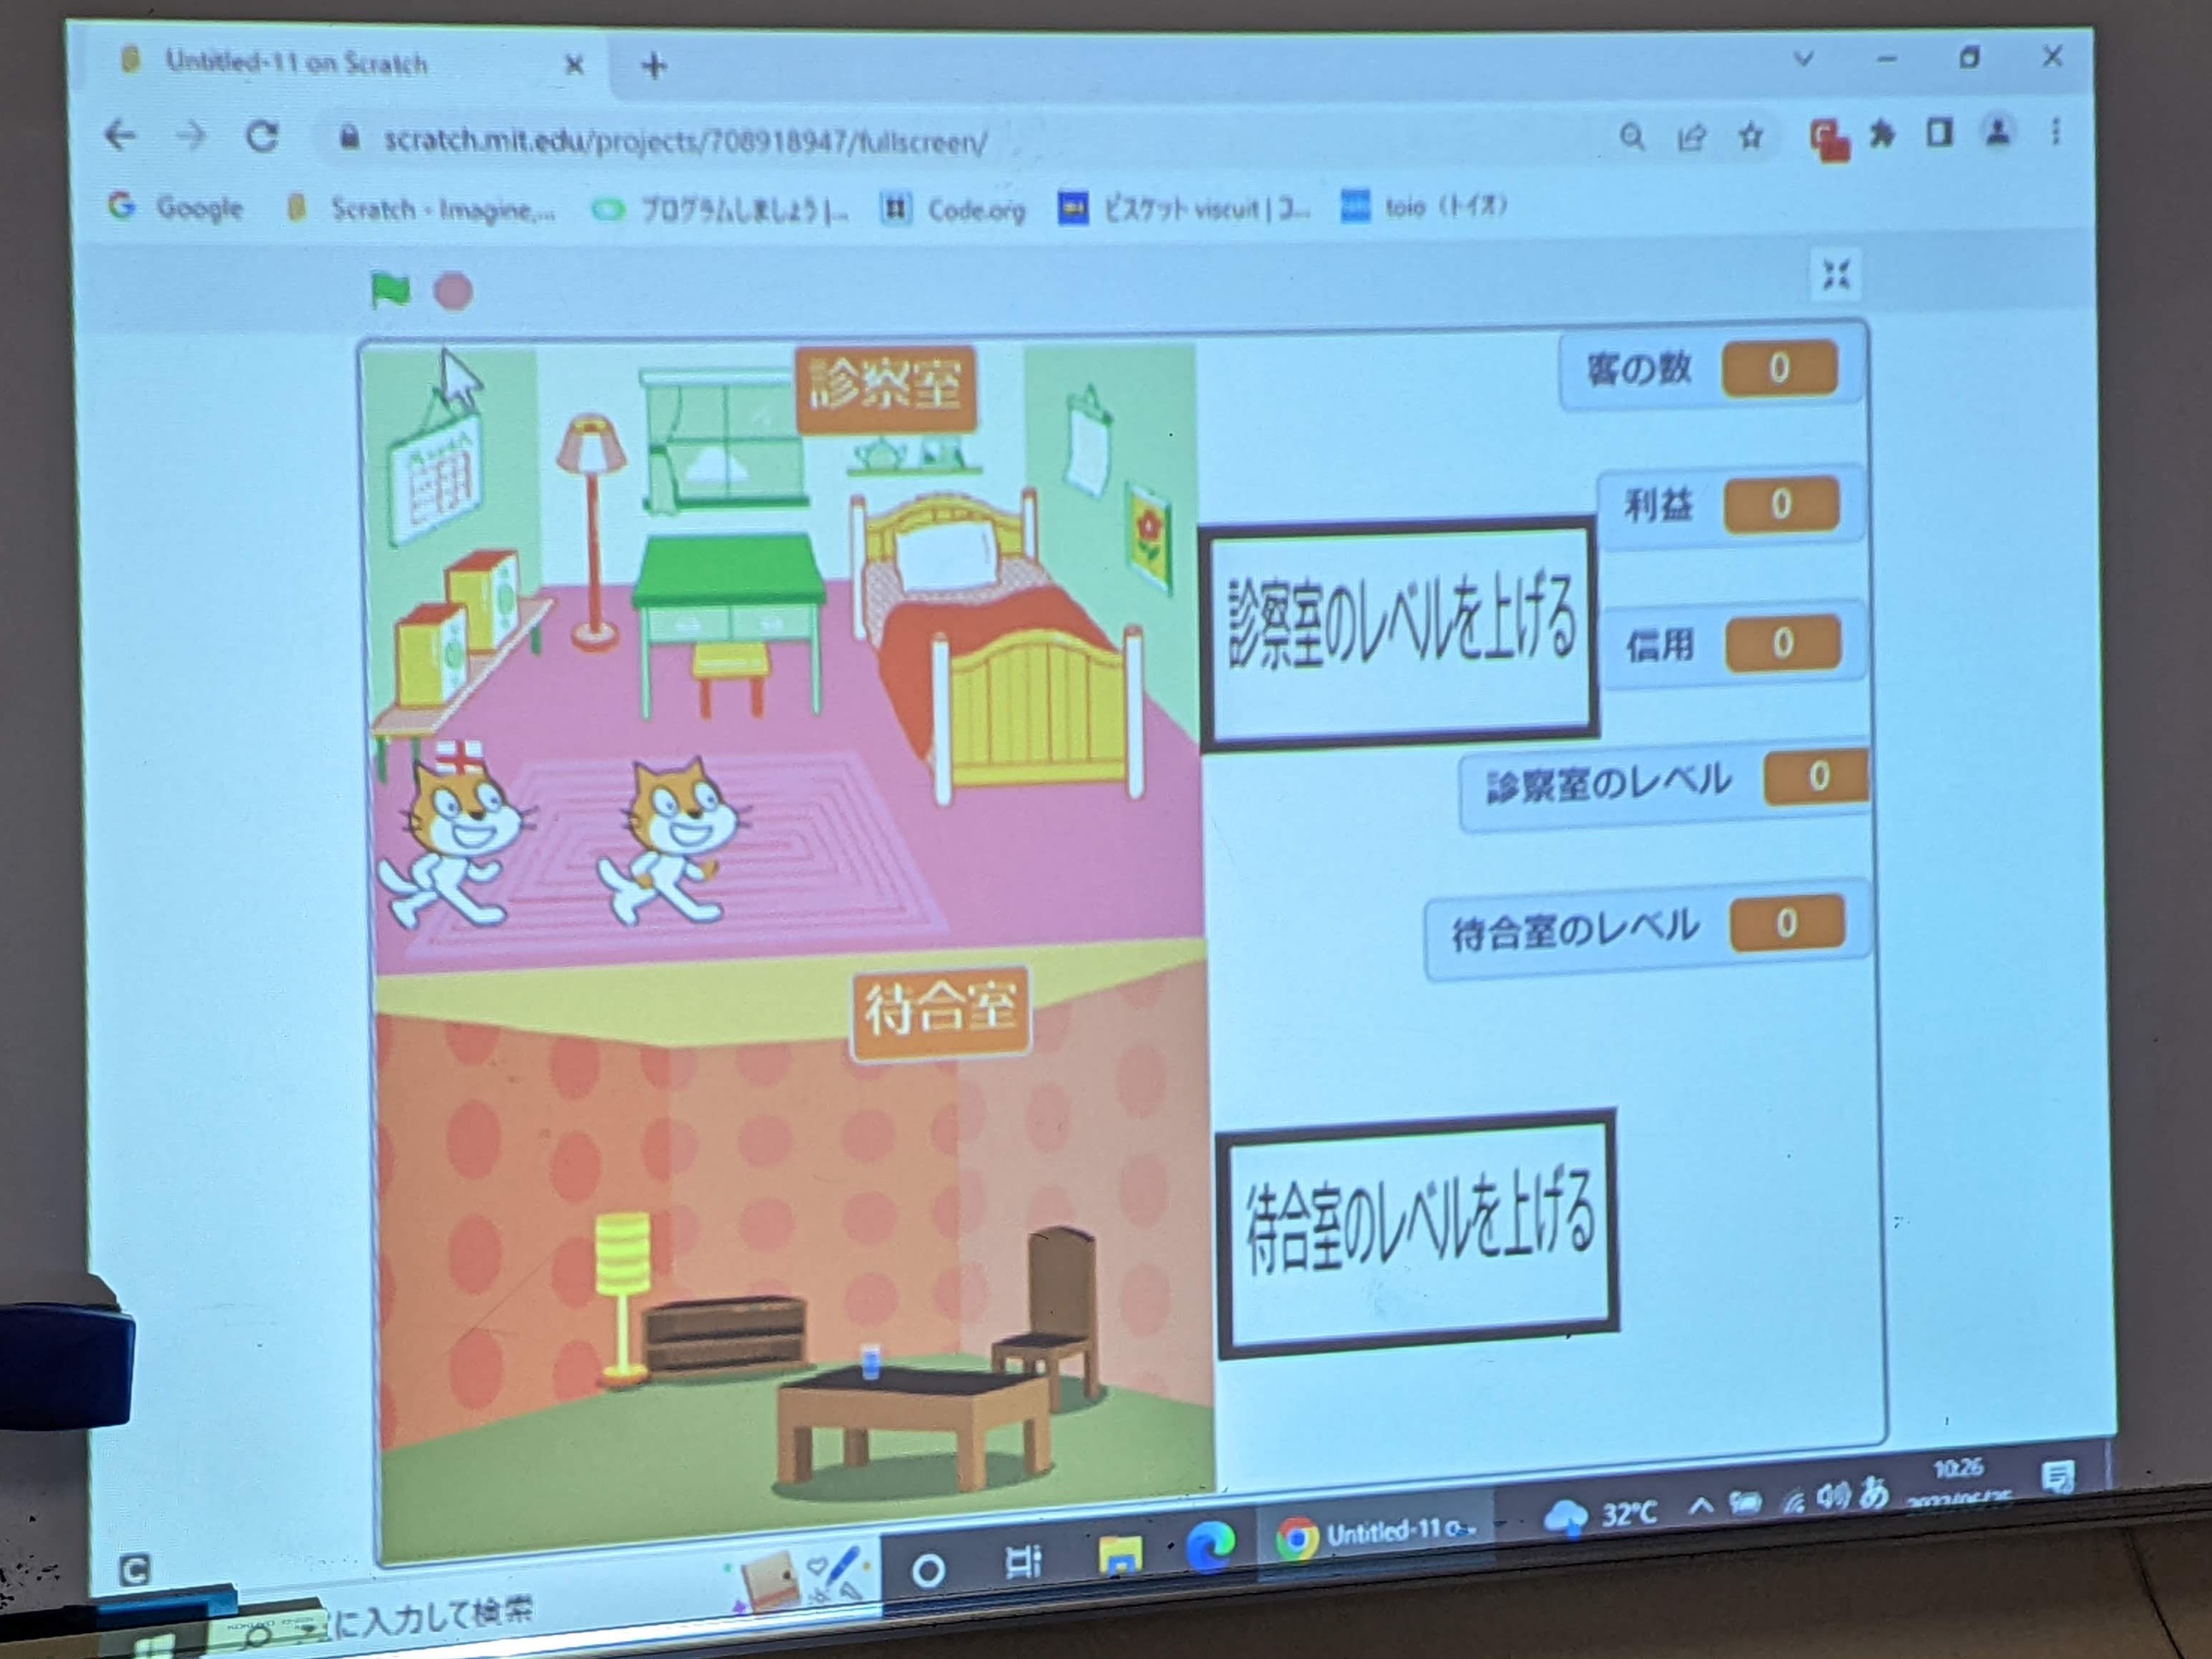 Untitled-11 on Scratch
scratch.mit.edu/projects/708918947/fullscreen/
Google Scratch - Imagine,... プログラムしましょう |... Code.org ビスケット viscuit | コ... toio（トイオ）
診察室
客の数 0
利益 0
診察室のレベルを上げる
信用 0
診察室のレベル 0
待合室のレベル 0
待合室
待合室のレベルを上げる
に入力して検索
Untitled-11 o...
32°C
あ
10:26